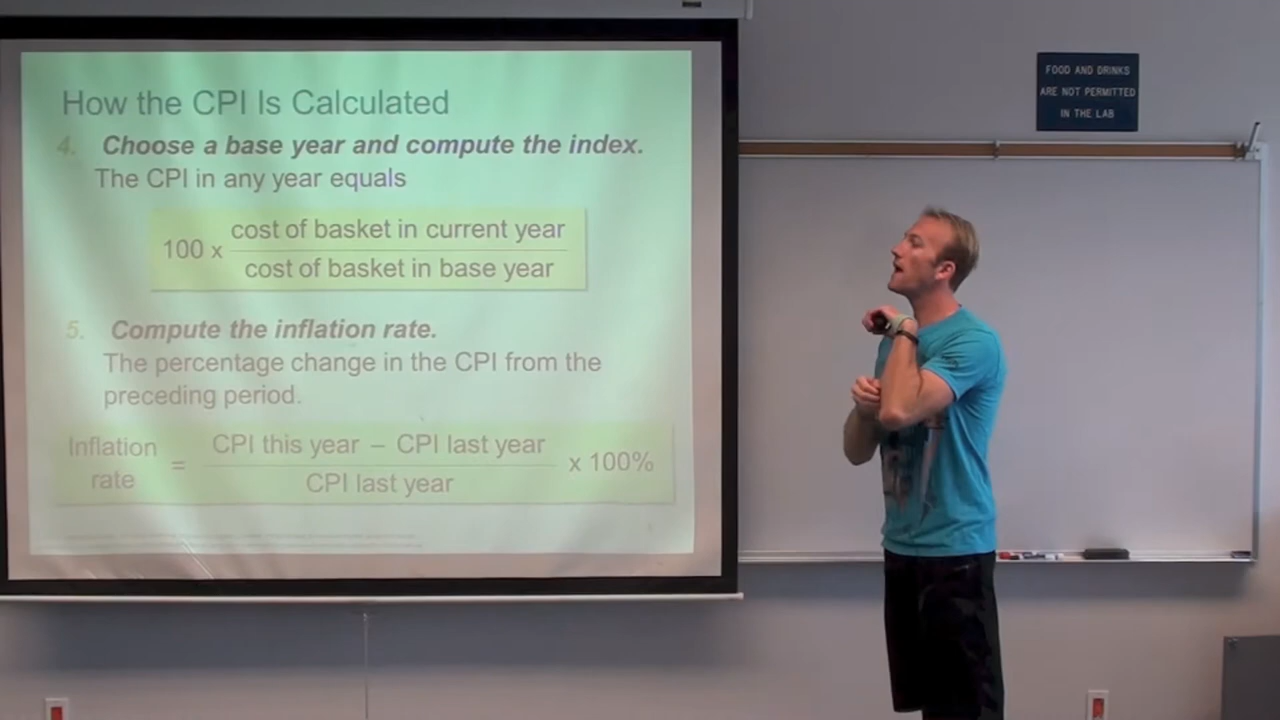 How the CPI Is Calculated
4. Choose a base year and compute the index.
The CPI in any year equals
100 x cost of basket in current year
cost of basket in base year
5. Compute the inflation rate.
The percentage change in the CPI from the
preceding period.
Inflation rate = CPI this year – CPI last year
CPI last year
x 100%
FOOD AND DRINKS
ARE NOT PERMITTED
IN THE LAB